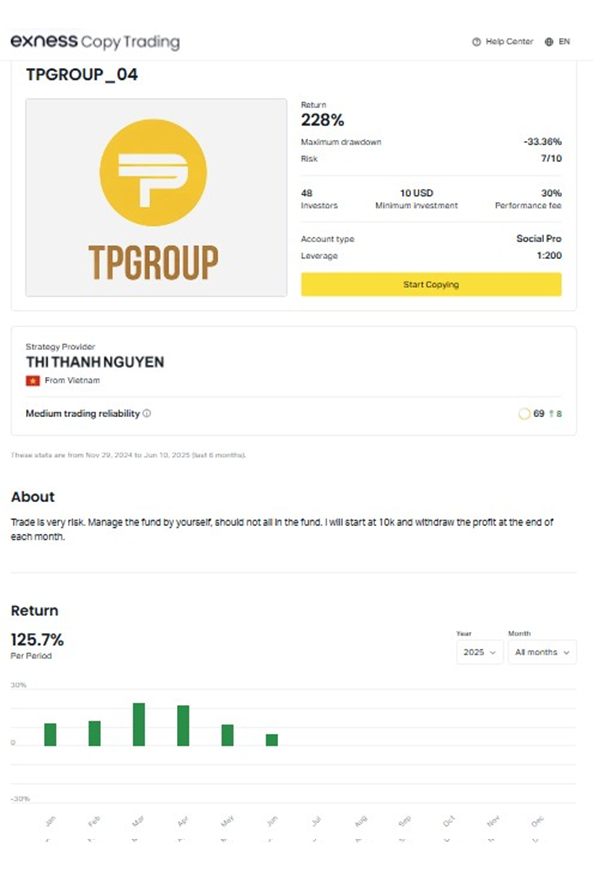 exness Copy Trading
Help Center EN
TPGROUP_04
TPGROUP
Return
228%
Maximum drawdown -33.36%
Risk 7/10
48 10 USD 30%
Investors Minimum investment Performance fee
Account type Social Pro
Leverage 1:200
Start Copying
Strategy Provider
THI THANH NGUYEN
From Vietnam
Medium trading reliability 69 ↑ 8
These stats are from Nov 29, 2024 to Jun 10, 2025 (last 6 months).
About
Trade is very risk. Manage the fund by yourself, should not all in the fund. I will start at 10k and withdraw the profit at the end of
each month.
Return
125.7%
Per Period
Year Month
2025 All months
30%
0
-30%
Jan Feb Mar Apr May Jun Jul Aug Sep Oct Nov Dec